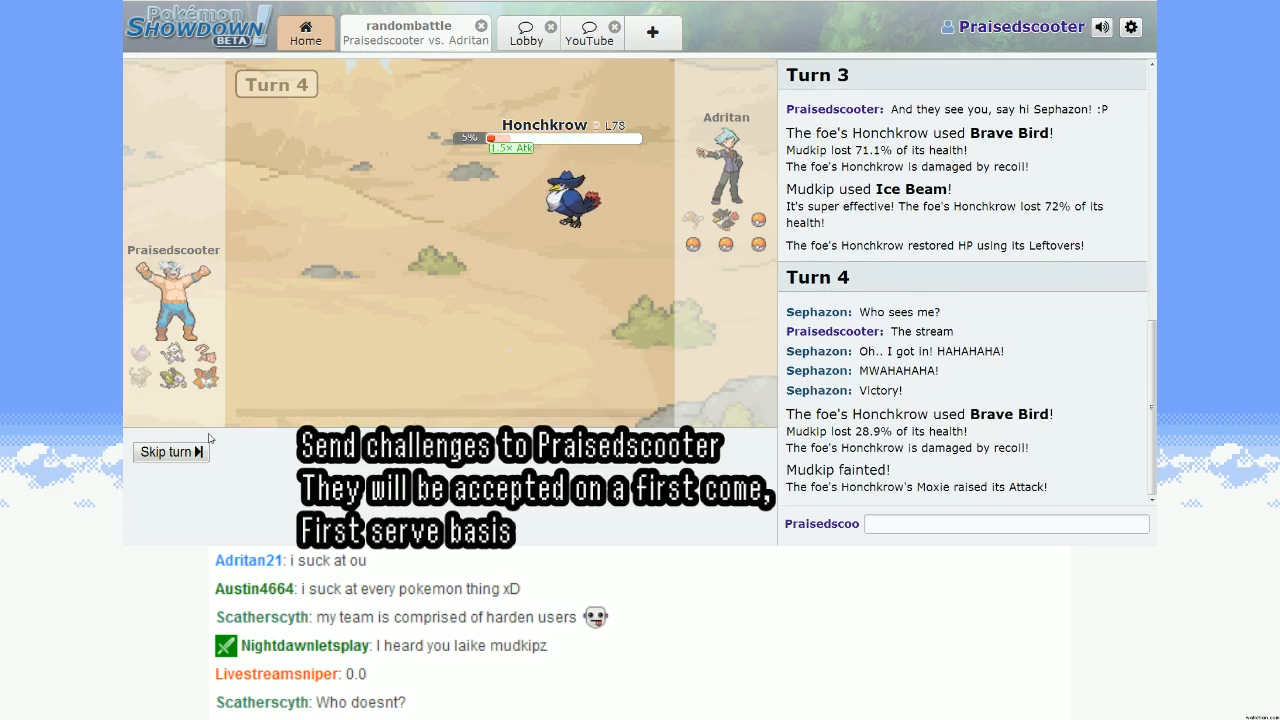 Pokémon
SHOWDOWN!
BETA
Home
randombattle
Praisedscooter vs. Adritan
Lobby
YouTube
+
Praisedscooter
Turn 4
Honchkrow L78
5%
1.5× Atk
Adritan
Praisedscooter
Skip turn
Turn 3
Praisedscooter: And they see you, say hi Sephazon! :P
The foe's Honchkrow used Brave Bird!
Mudkip lost 71.1% of its health!
The foe's Honchkrow is damaged by recoil!
Mudkip used Ice Beam!
It's super effective! The foe's Honchkrow lost 72% of its
health!
The foe's Honchkrow restored HP using its Leftovers!
Turn 4
Sephazon: Who sees me?
Praisedscooter: The stream
Sephazon: Oh.. I got in! HAHAHAHA!
Sephazon: MWAHAHAHA!
Sephazon: VIctory!
The foe's Honchkrow used Brave Bird!
Mudkip lost 28.9% of its health!
The foe's Honchkrow is damaged by recoil!
Mudkip fainted!
The foe's Honchkrow's Moxie raised its Attack!
Praisedscoo
Send challenges to Praisedscooter
They will be accepted on a first come,
First serve basis
Adritan21: i suck at ou
Austin4664: i suck at every pokemon thing xD
Scatherscyth: my team is comprised of harden users
Nightdawnletsplay: I heard you laike mudkipz
Livestreamsniper: 0.0
Scatherscyth: Who doesnt?
wallchan.com